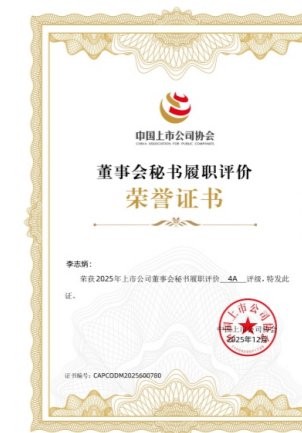 中国上市公司协会
CHINA ASSOCIATION FOR PUBLIC COMPANIES
董事会秘书履职评价
荣誉证书
李志炳：
荣获2025年上市公司董事会秘书履职评价 4A 评级，特发此
证。
中国上市公司协会
2025年12月
证书编号：CAPCODM2025600780